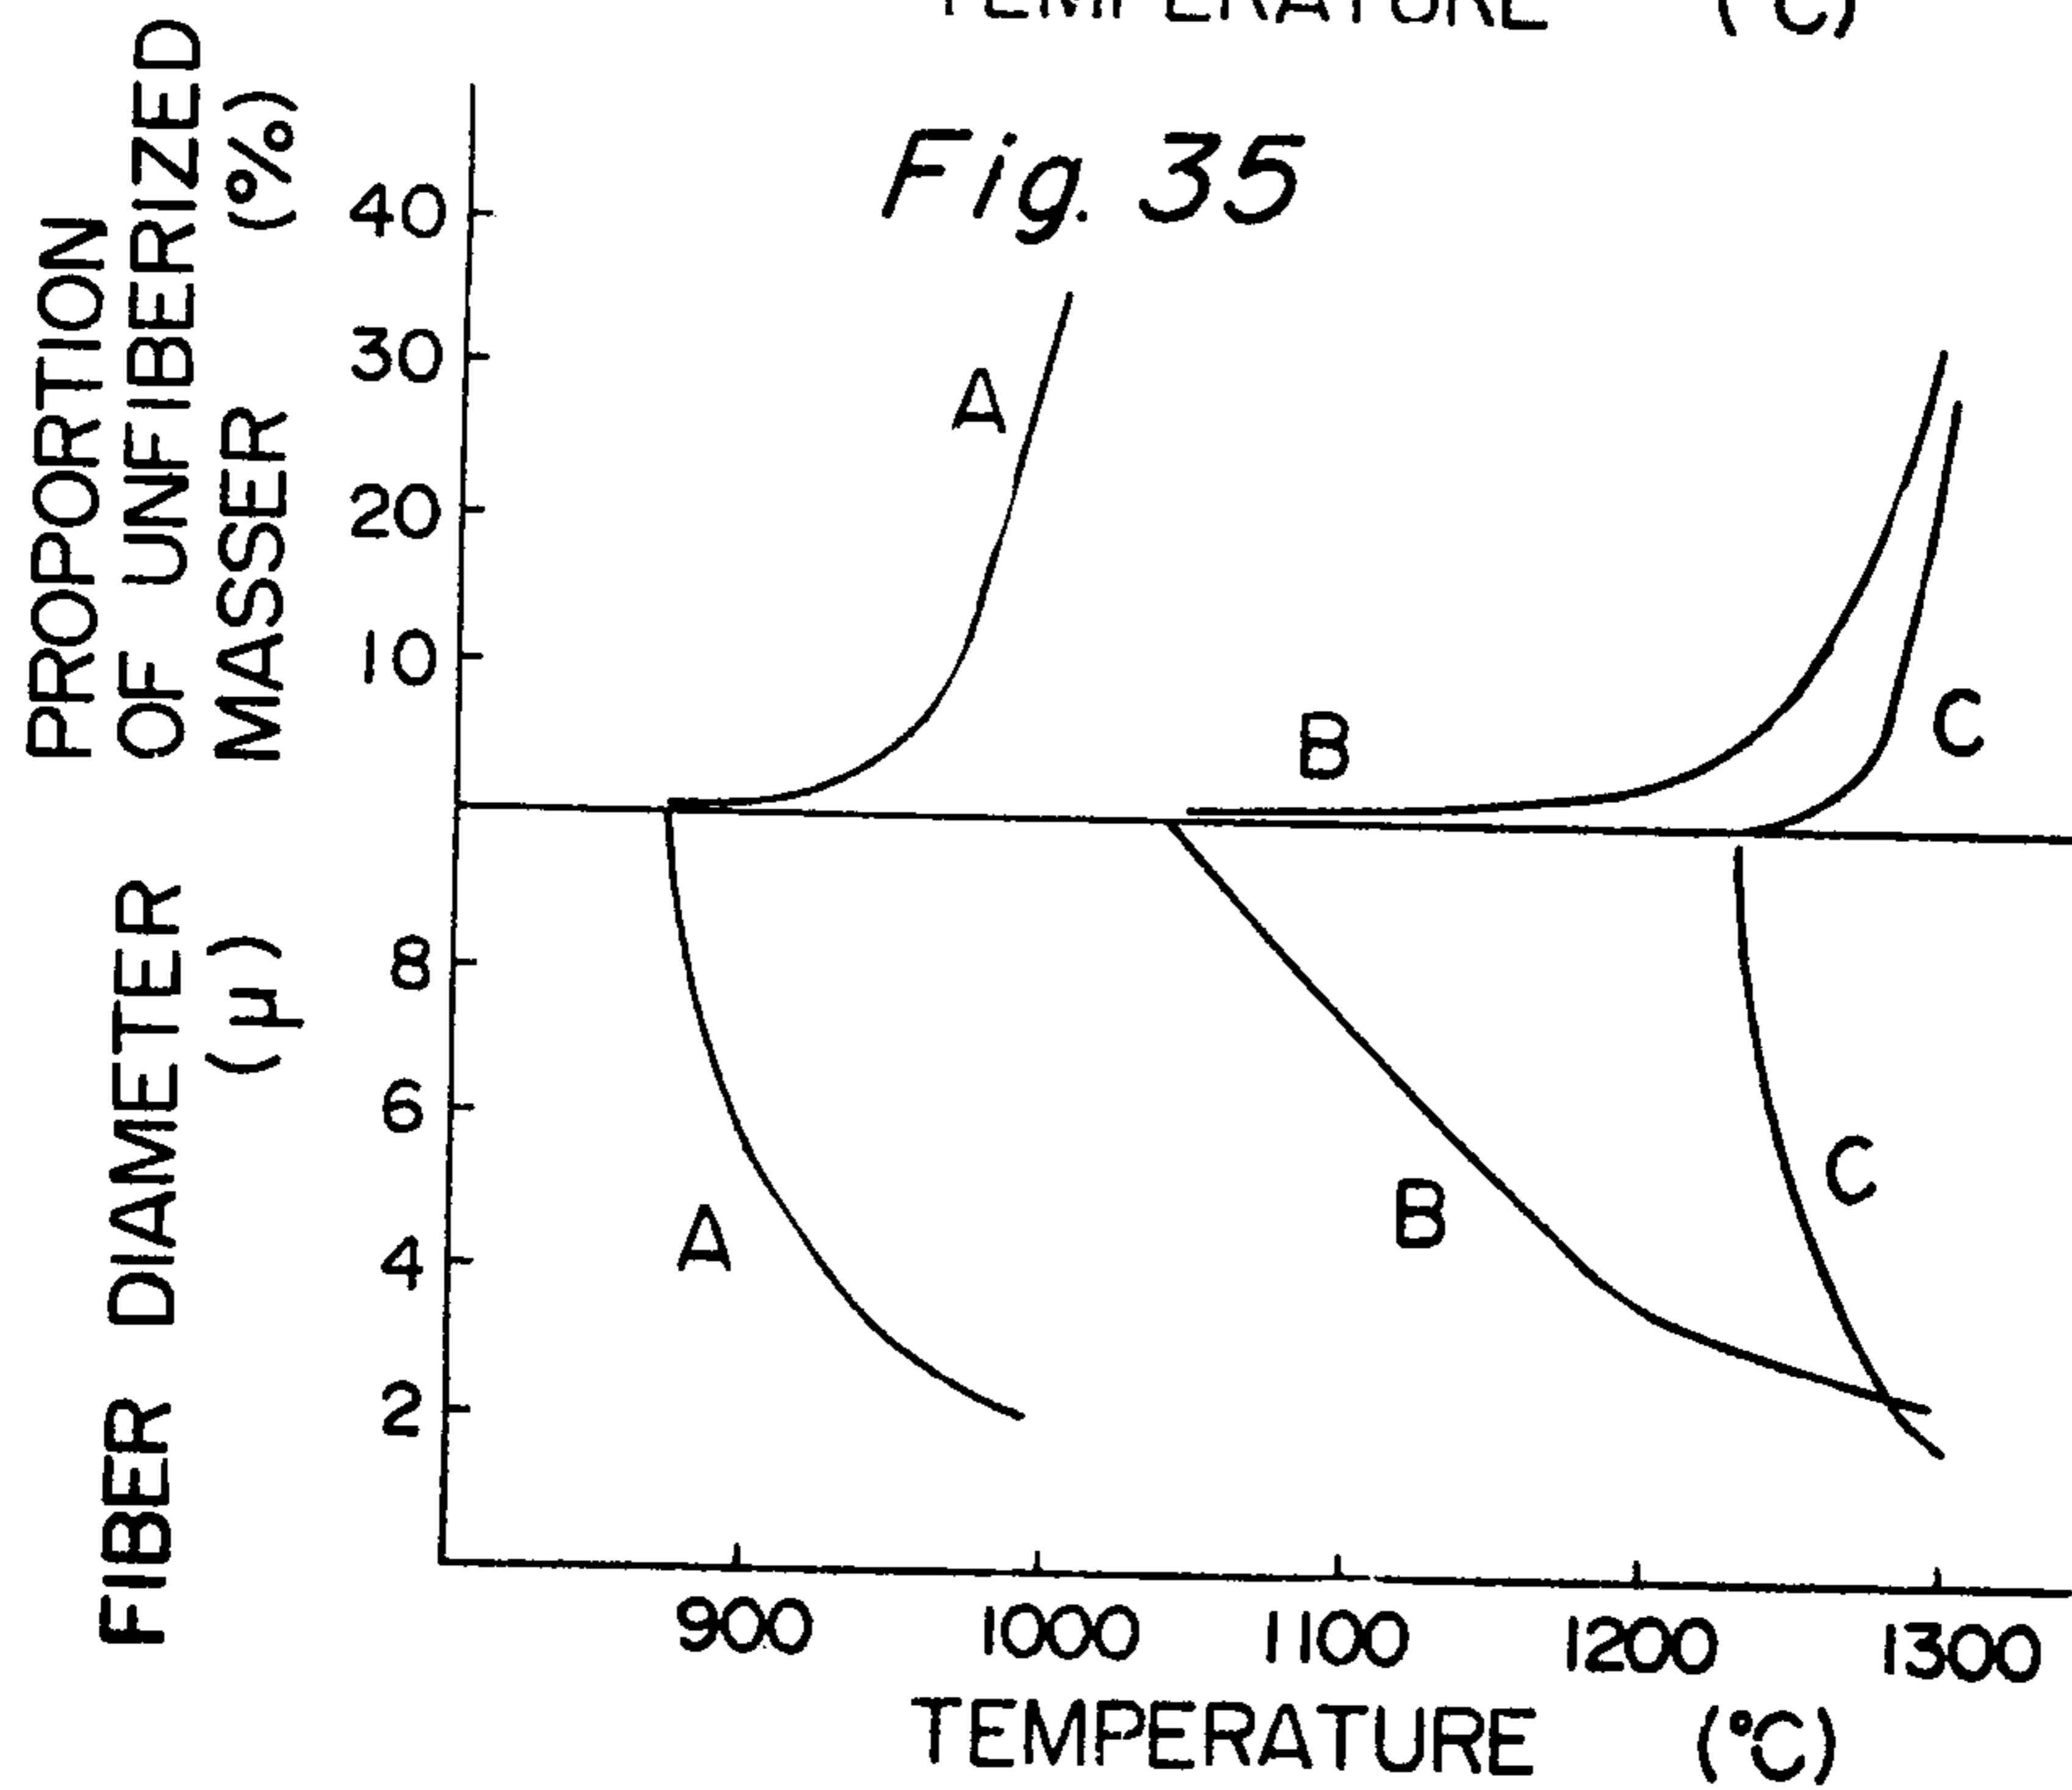 TEMPERATURE (°C)
Fig. 35
PROPORTION
OF UNFIBERIZED
MASSER (%)
40
30
20
10
A
B
C
FIBER DIAMETER
(μ)
8
6
4
2
A
B
C
900 1000 1100 1200 1300
TEMPERATURE (°C)